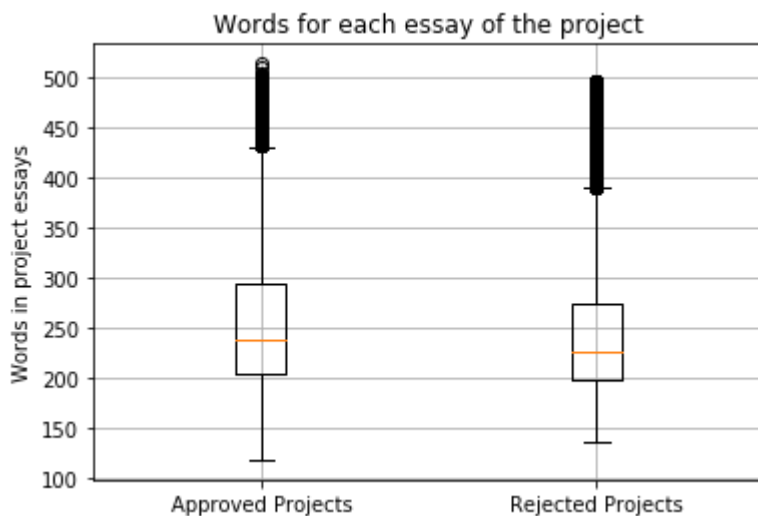 Words for each essay of the project
Words in project essays
500
450
400
350
300
250
200
150
100
Approved Projects
Rejected Projects